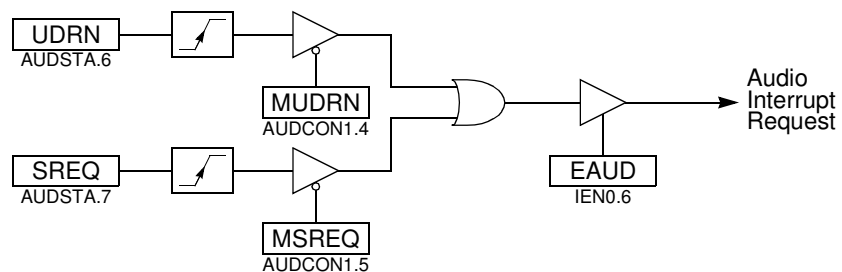 UDRN
AUDSTA.6
MUDRN
AUDCON1.4
SREQ
AUDSTA.7
MSREQ
AUDCON1.5
EAUD
IEN0.6
Audio
Interrupt
Request